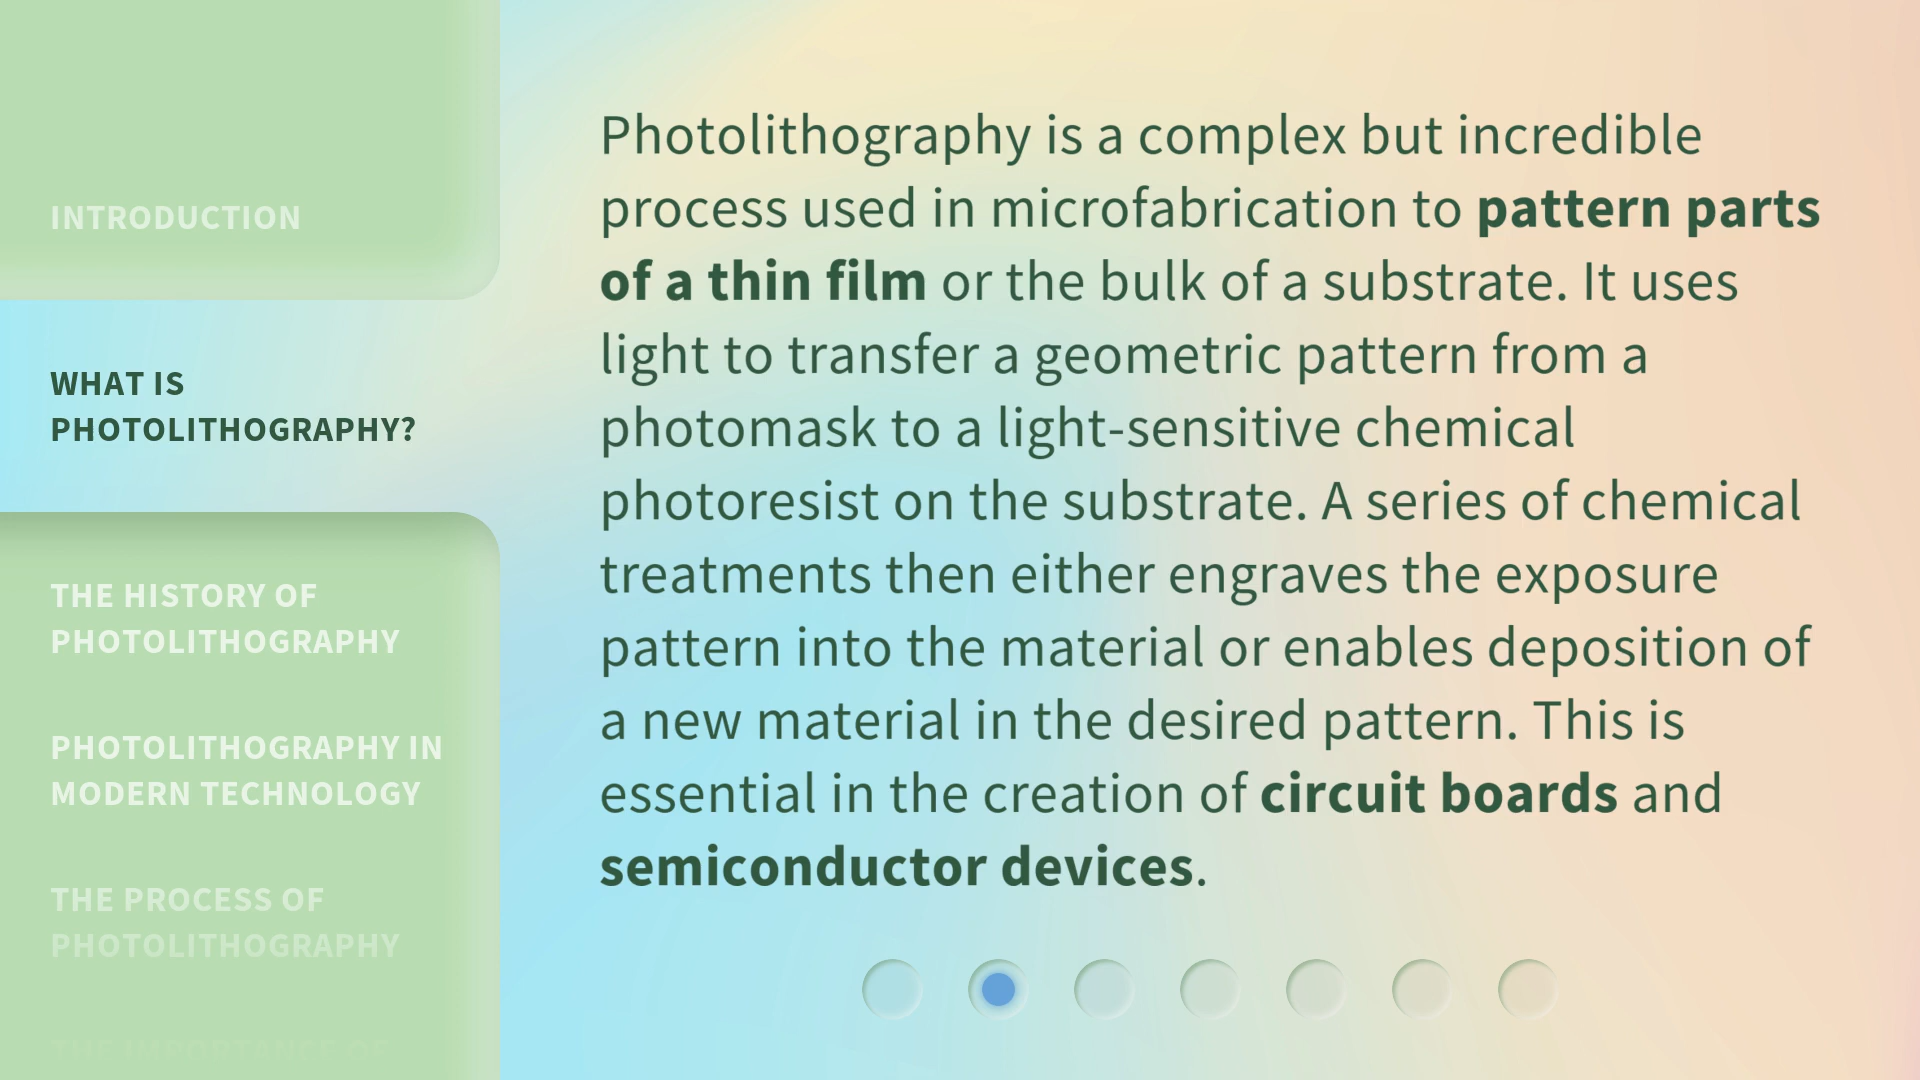 INTRODUCTION
WHAT IS
PHOTOLITHOGRAPHY?
THE HISTORY OF
PHOTOLITHOGRAPHY
PHOTOLITHOGRAPHY IN
MODERN TECHNOLOGY
THE PROCESS OF
PHOTOLITHOGRAPHY
THE IMPORTANCE OF
Photolithography is a complex but incredible
process used in microfabrication to pattern parts
of a thin film or the bulk of a substrate. It uses
light to transfer a geometric pattern from a
photomask to a light-sensitive chemical
photoresist on the substrate. A series of chemical
treatments then either engraves the exposure
pattern into the material or enables deposition of
a new material in the desired pattern. This is
essential in the creation of circuit boards and
semiconductor devices.